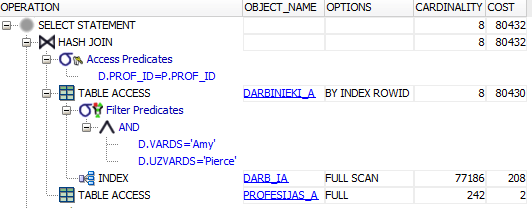 OPERATION OBJECT_NAME OPTIONS CARDINALITY COST
SELECT STATEMENT 8 80432
HASH JOIN 8 80432
Access Predicates
D.PROF_ID=P.PROF_ID
TABLE ACCESS DARBINIEKI_A BY INDEX ROWID 8 80430
Filter Predicates
AND
D.VARDS='Amy'
D.UZVARDS='Pierce'
INDEX DARB_IA FULL SCAN 77186 208
TABLE ACCESS PROFESIJAS_A FULL 242 2